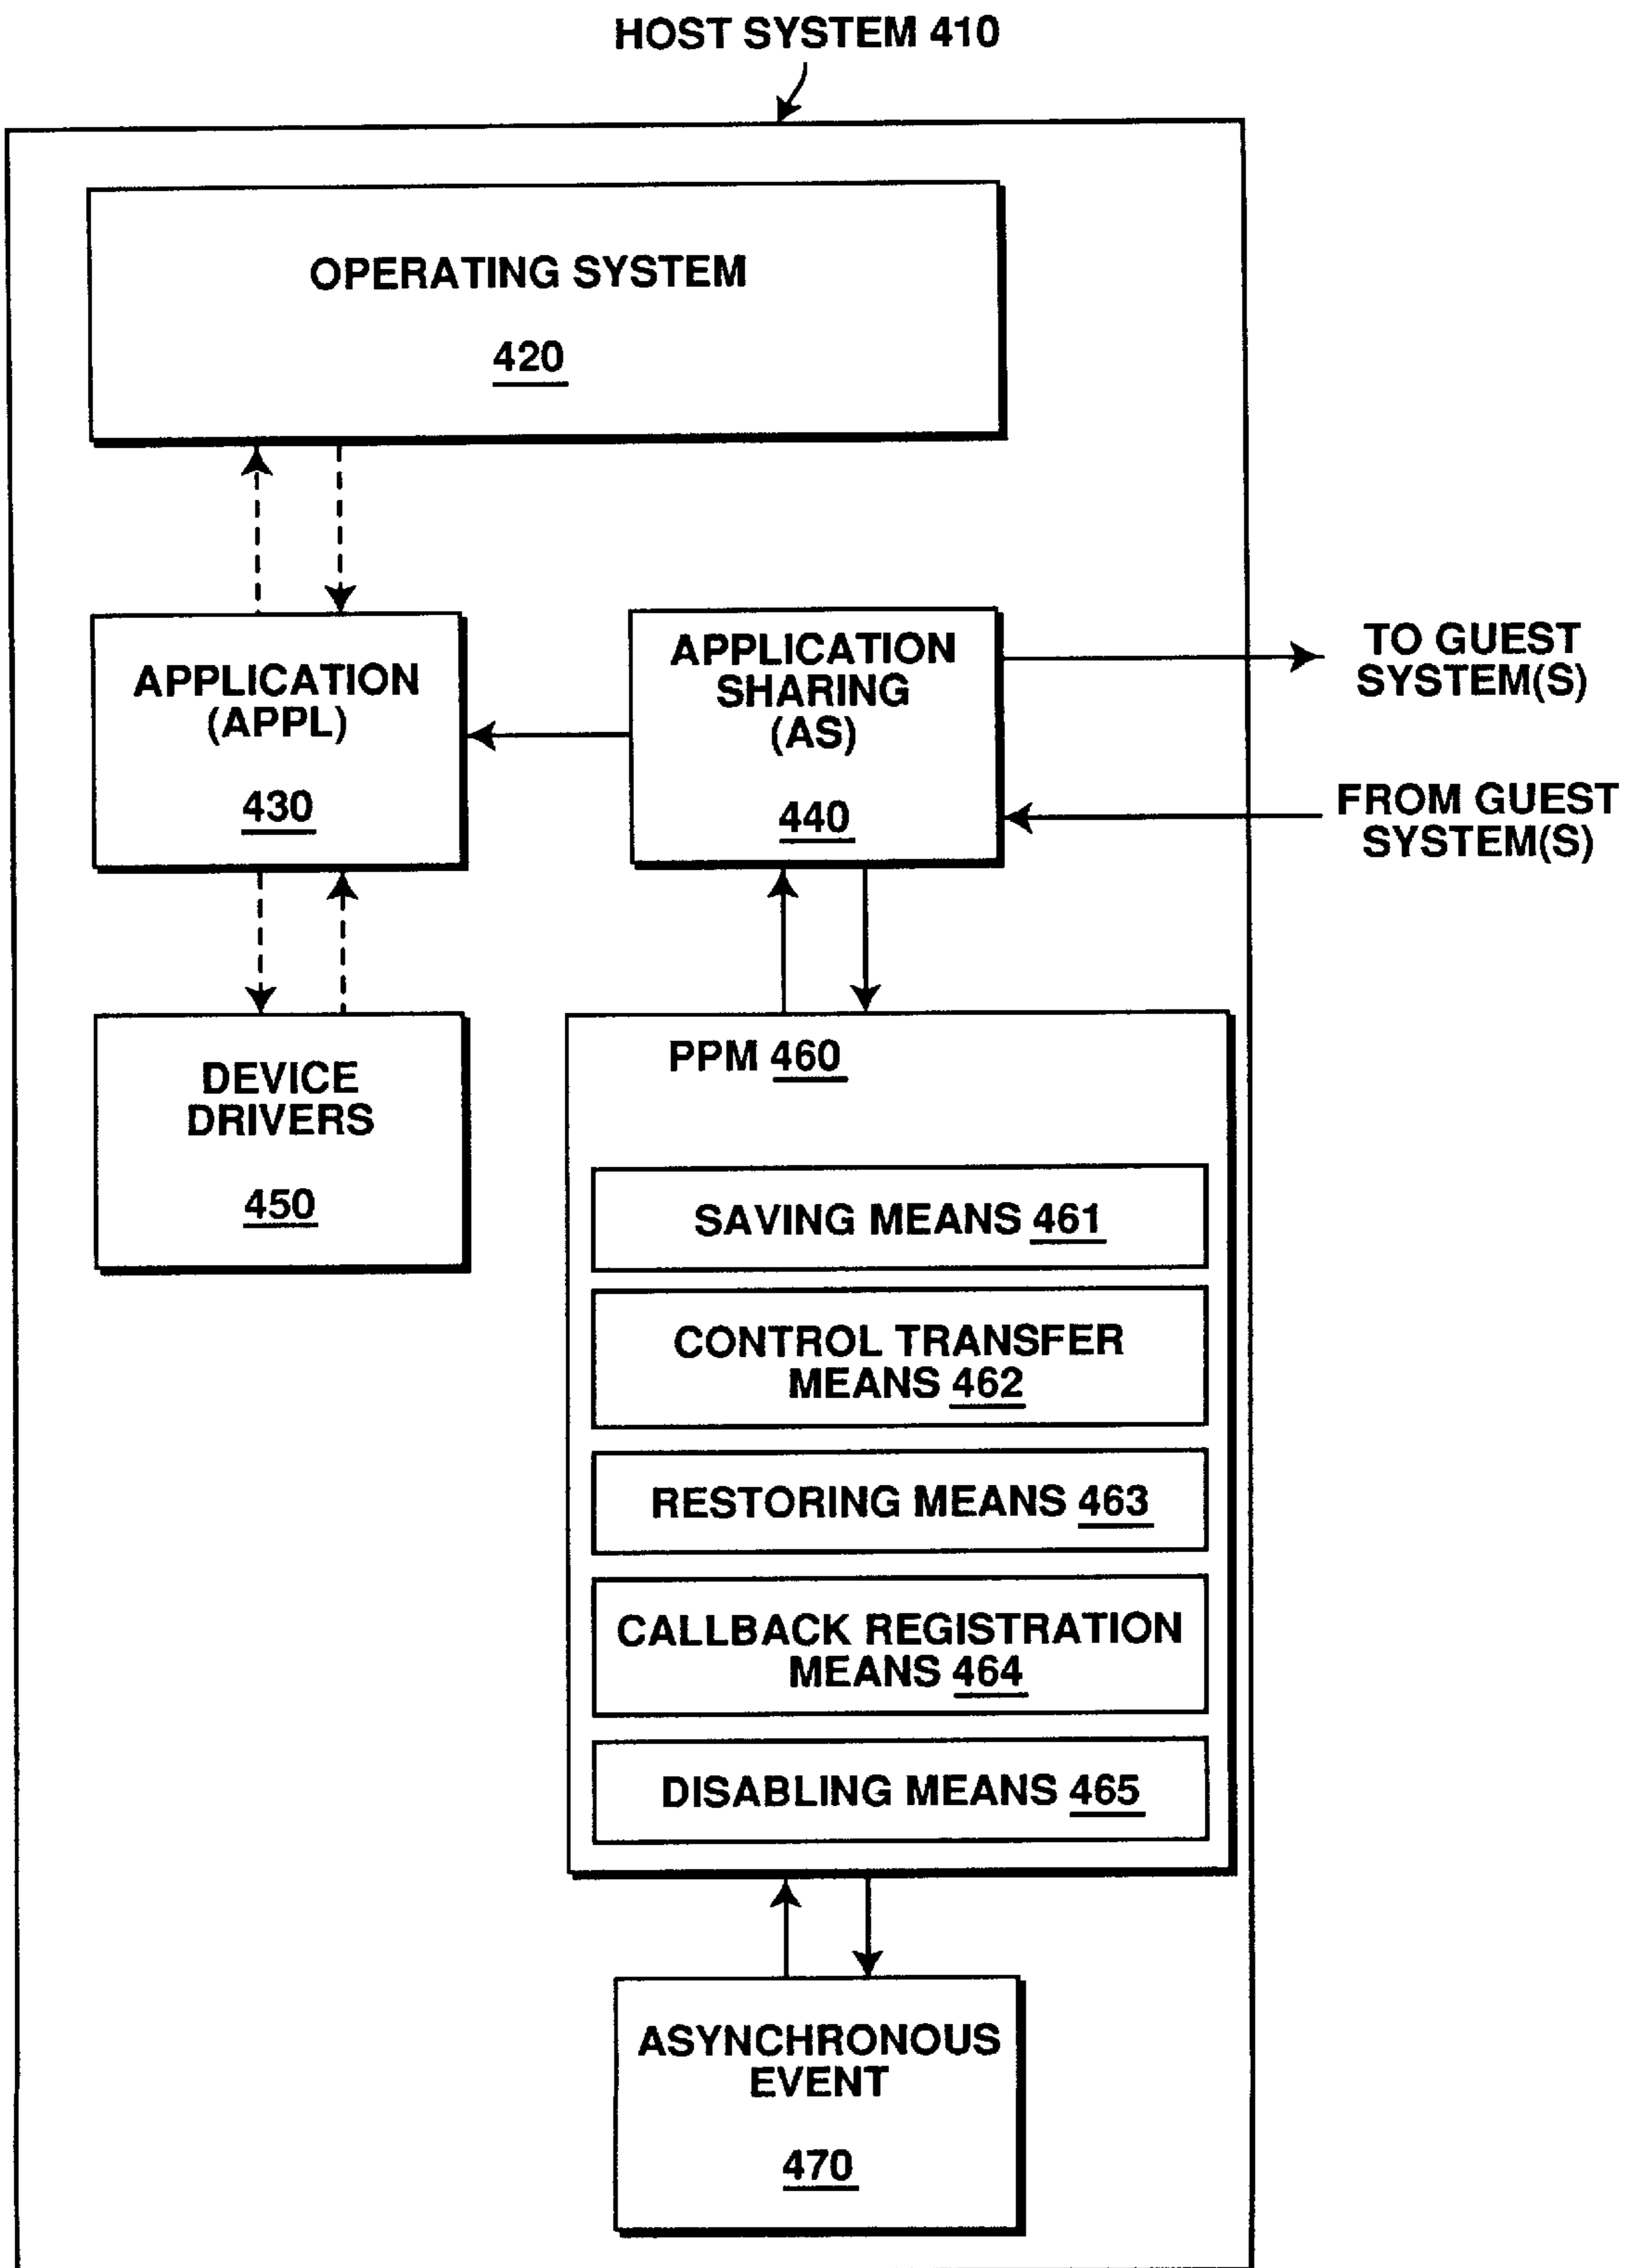 HOST SYSTEM 410
OPERATING SYSTEM
420
APPLICATION
(APPL)
430
APPLICATION
SHARING
(AS)
440
TO GUEST
SYSTEM(S)
FROM GUEST
SYSTEM(S)
DEVICE
DRIVERS
450
PPM 460
SAVING MEANS 461
CONTROL TRANSFER
MEANS 462
RESTORING MEANS 463
CALLBACK REGISTRATION
MEANS 464
DISABLING MEANS 465
ASYNCHRONOUS
EVENT
470